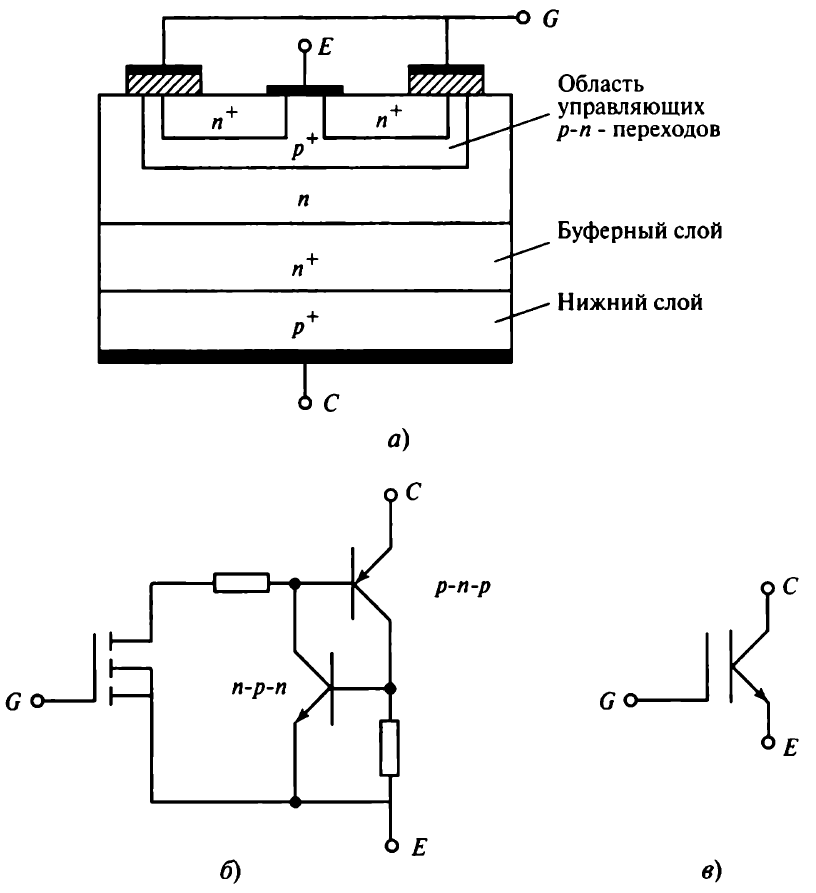 G
E
n+
n+
p+
Область
управляющих
p-n - переходов
n
Буферный слой
n+
Нижний слой
p+
C
а)
C
p-n-p
n-p-n
G
E
б)
C
G
E
в)